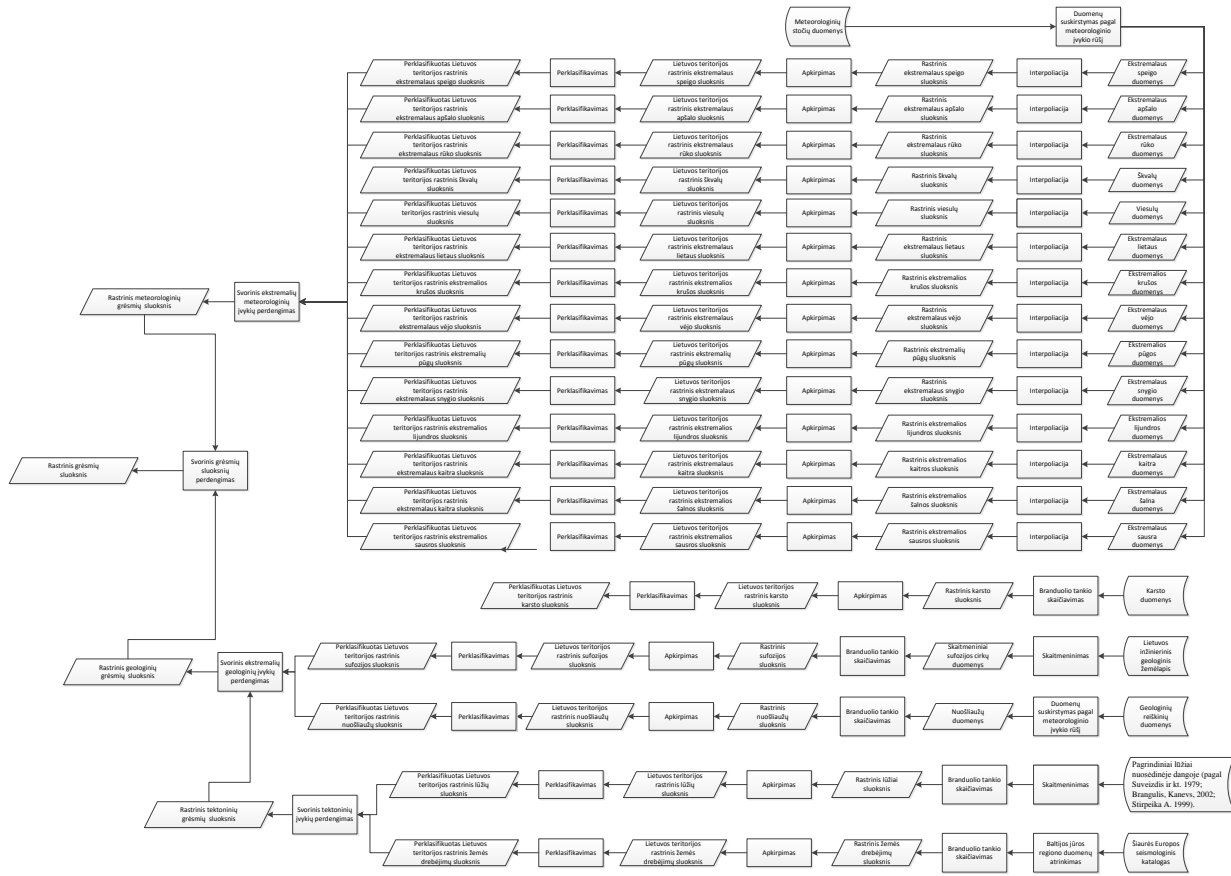 Meteorologinių
stočių duomenys
Duomenų
suskirstymas pagal
meteorologinio
įvykio rūšį
Perklasifikuotas Lietuvos
teritorijos rastrinis
ekstremalaus speigo sluoksnis
Perklasifikavimas
Lietuvos teritorijos
rastrinis ekstremalaus
speigo sluoksnis
Apkirpimas
Rastrinis
ekstremalaus speigo
sluoksnis
Interpoliacija
Ekstremalaus
speigo
duomenys
Perklasifikuotas Lietuvos
teritorijos rastrinis
ekstremalaus apšalo sluoksnis
Perklasifikavimas
Lietuvos teritorijos
rastrinis ekstremalaus
apšalo sluoksnis
Apkirpimas
Rastrinis
ekstremalaus apšalo
sluoksnis
Interpoliacija
Ekstremalaus
apšalo
duomenys
Perklasifikuotas Lietuvos
teritorijos rastrinis
ekstremalaus rūko sluoksnis
Perklasifikavimas
Lietuvos teritorijos
rastrinis ekstremalaus
rūko sluoksnis
Apkirpimas
Rastrinis
ekstremalaus rūko
sluoksnis
Interpoliacija
Ekstremalaus
rūko
duomenys
Perklasifikuotas Lietuvos
teritorijos rastrinis škvalų
sluoksnis
Perklasifikavimas
Lietuvos teritorijos
rastrinis škvalų
sluoksnis
Apkirpimas
Rastrinis škvalų
sluoksnis
Interpoliacija
Škvalų
duomenys
Perklasifikuotas Lietuvos
teritorijos rastrinis viesulų
sluoksnis
Perklasifikavimas
Lietuvos teritorijos
rastrinis viesulų
sluoksnis
Apkirpimas
Rastrinis viesulų
sluoksnis
Interpoliacija
Viesulų
duomenys
Perklasifikuotas Lietuvos
teritorijos rastrinis
ekstremalaus lietaus sluoksnis
Perklasifikavimas
Lietuvos teritorijos
rastrinis ekstremalaus
lietaus sluoksnis
Apkirpimas
Rastrinis
ekstremalaus lietaus
sluoksnis
Interpoliacija
Ekstremalaus
lietaus
duomenys
Perklasifikuotas Lietuvos
teritorijos rastrinis ekstremalios
krušos sluoksnis
Perklasifikavimas
Lietuvos teritorijos
rastrinis ekstremalios
krušos sluoksnis
Apkirpimas
Rastrinis ekstremalios
krušos sluoksnis
Interpoliacija
Ekstremalios
krušos
duomenys
Rastrinis meteorologinių
grėsmių sluoksnis
Svorinis ekstremalių
meteorologinių
įvykių perdengimas
Perklasifikuotas Lietuvos
teritorijos rastrinis
ekstremalaus vėjo sluoksnis
Perklasifikavimas
Lietuvos teritorijos
rastrinis ekstremalaus
vėjo sluoksnis
Apkirpimas
Rastrinis
ekstremalaus vėjo
sluoksnis
Interpoliacija
Ekstremalaus
vėjo
duomenys
Perklasifikuotas Lietuvos
teritorijos rastrinis ekstremalių
pūgų sluoksnis
Perklasifikavimas
Lietuvos teritorijos
rastrinis ekstremalių
pūgų sluoksnis
Apkirpimas
Rastrinis ekstremalių
pūgų sluoksnis
Interpoliacija
Ekstremalios
pūgos
duomenys
Perklasifikuotas Lietuvos
teritorijos rastrinis
ekstremalaus snygio sluoksnis
Perklasifikavimas
Lietuvos teritorijos
rastrinis ekstremalaus
snygio sluoksnis
Apkirpimas
Rastrinis
ekstremalaus snygio
sluoksnis
Interpoliacija
Ekstremalaus
snygio
duomenys
Perklasifikuotas Lietuvos
teritorijos rastrinis ekstremalios
lijundros sluoksnis
Perklasifikavimas
Lietuvos teritorijos
rastrinis ekstremalios
lijundros sluoksnis
Apkirpimas
Rastrinis ekstremalios
lijundros sluoksnis
Interpoliacija
Ekstremalios
lijundros
duomenys
Rastrinis grėsmių
sluoksnis
Svorinis grėsmių
sluoksnių
perdengimas
Perklasifikuotas Lietuvos
teritorijos rastrinis
ekstremalaus kaitra sluoksnis
Perklasifikavimas
Lietuvos teritorijos
rastrinis ekstremalaus
kaitra sluoksnis
Apkirpimas
Rastrinis ekstremalios
kaitros sluoksnis
Interpoliacija
Ekstremalaus
kaitra
duomenys
Perklasifikuotas Lietuvos
teritorijos rastrinis
ekstremalaus kaitra sluoksnis
Perklasifikavimas
Lietuvos teritorijos
rastrinis ekstremalios
šalnos sluoksnis
Apkirpimas
Rastrinis ekstremalios
šalnos sluoksnis
Interpoliacija
Ekstremalaus
šalna
duomenys
Perklasifikuotas Lietuvos
teritorijos rastrinis ekstremalios
sausros sluoksnis
Perklasifikavimas
Lietuvos teritorijos
rastrinis ekstremalios
sausros sluoksnis
Apkirpimas
Rastrinis ekstremalios
sausros sluoksnis
Interpoliacija
Ekstremalaus
sausra
duomenys
Perklasifikuotas Lietuvos
teritorijos rastrinis
karsto sluoksnis
Perklasifikavimas
Lietuvos teritorijos
rastrinis karsto
sluoksnis
Apkirpimas
Rastrinis karsto
sluoksnis
Branduolio tankio
skaičiavimas
Karsto
duomenys
Rastrinis geologinių
grėsmių sluoksnis
Svorinis ekstremalių
geologinių įvykių
perdengimas
Perklasifikuotas Lietuvos
teritorijos rastrinis
sufozijos sluoksnis
Perklasifikavimas
Lietuvos teritorijos
rastrinis sufozijos
sluoksnis
Apkirpimas
Rastrinis
sufozijos
sluoksnis
Branduolio tankio
skaičiavimas
Skaitmeniniai
sufozijos cirkų
duomenys
Skaitmeninimas
Lietuvos
inžinierinis
geologinis
žemėlapis
Perklasifikuotas Lietuvos
teritorijos rastrinis
nuošliaužų sluoksnis
Perklasifikavimas
Lietuvos teritorijos
rastrinis nuošliaužų
sluoksnis
Apkirpimas
Rastrinis
nuošliaužų
sluoksnis
Branduolio tankio
skaičiavimas
Nuošliaužų
duomenys
Duomenų
suskirstymas pagal
meteorologinio
įvykio rūšį
Geologinių
reiškinių
duomenys
Rastrinis tektoninių
grėsmių sluoksnis
Svorinis tektoninių
įvykių perdengimas
Perklasifikuotas Lietuvos
teritorijos rastrinis lūžių
sluoksnis
Perklasifikavimas
Lietuvos teritorijos
rastrinis lūžių
sluoksnis
Apkirpimas
Rastrinis lūžiai
sluoksnis
Branduolio tankio
skaičiavimas
Skaitmeninimas
Pagrindiniai lūžiai
nuosėdinėje dangoje (pagal
Suveizdis ir kt. 1979;
Brangulis, Kanevs, 2002;
Stirpeika A. 1999).
Perklasifikuotas Lietuvos
teritorijos rastrinis žemės
drebėjimų sluoksnis
Perklasifikavimas
Lietuvos teritorijos
rastrinis žemės
drebėjimų sluoksnis
Apkirpimas
Rastrinis žemės
drebėjimų
sluoksnis
Branduolio tankio
skaičiavimas
Baltijos jūros
regiono duomenų
atrinkimas
Šiaurės Europos
seismologinis
katalogas